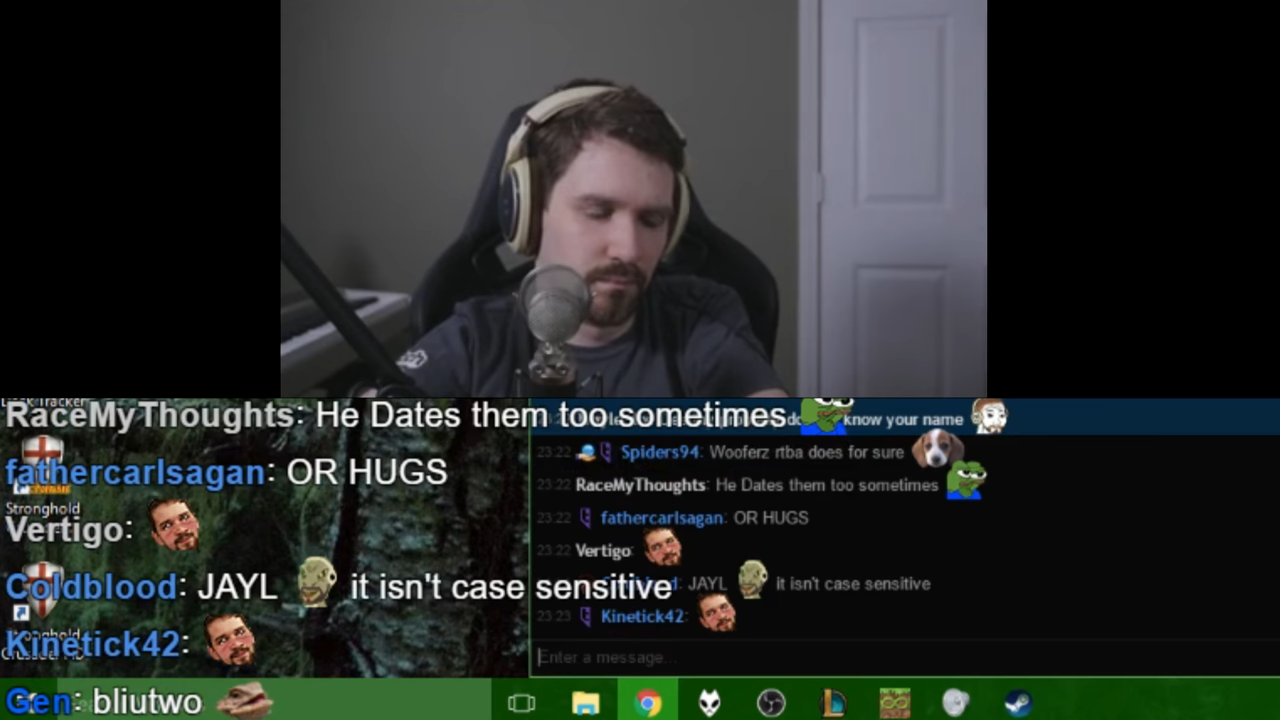 RaceMyThoughts: He Dates them too sometimes
know your name
fathercarlsagan: OR HUGS
Vertigo:
Coldblood: JAYL it isn't case sensitive
Kinetick42:
Gen: bliutwo
Stronghold
23:22 Spiders94: Wooferz rtba does for sure
23:22 RaceMyThoughts: He Dates them too sometimes
23:22 fathercarlsagan: OR HUGS
23:22 Vertigo:
JAYL it isn't case sensitive
23:23 Kinetick42:
Enter a message...